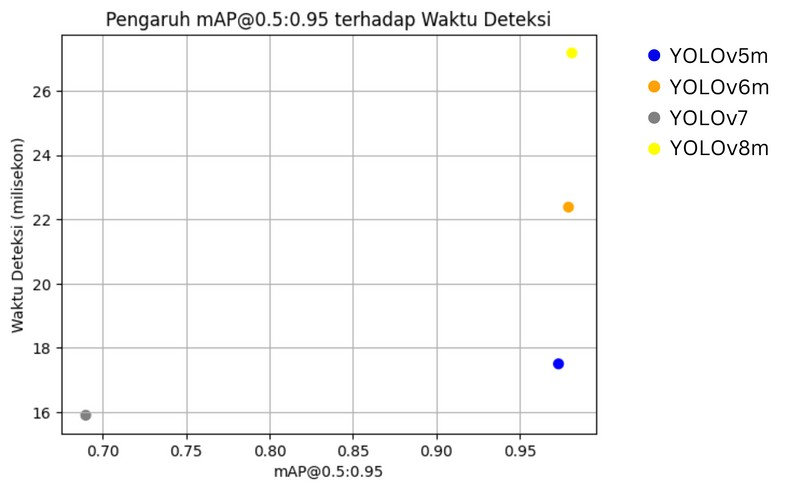 Pengaruh mAP@0.5:0.95 terhadap Waktu Deteksi
YOLOv5m
YOLOv6m
YOLOv7
YOLOv8m
Waktu Deteksi (milisekon)
26
24
22
20
18
16
0.70 0.75 0.80 0.85 0.90 0.95
mAP@0.5:0.95